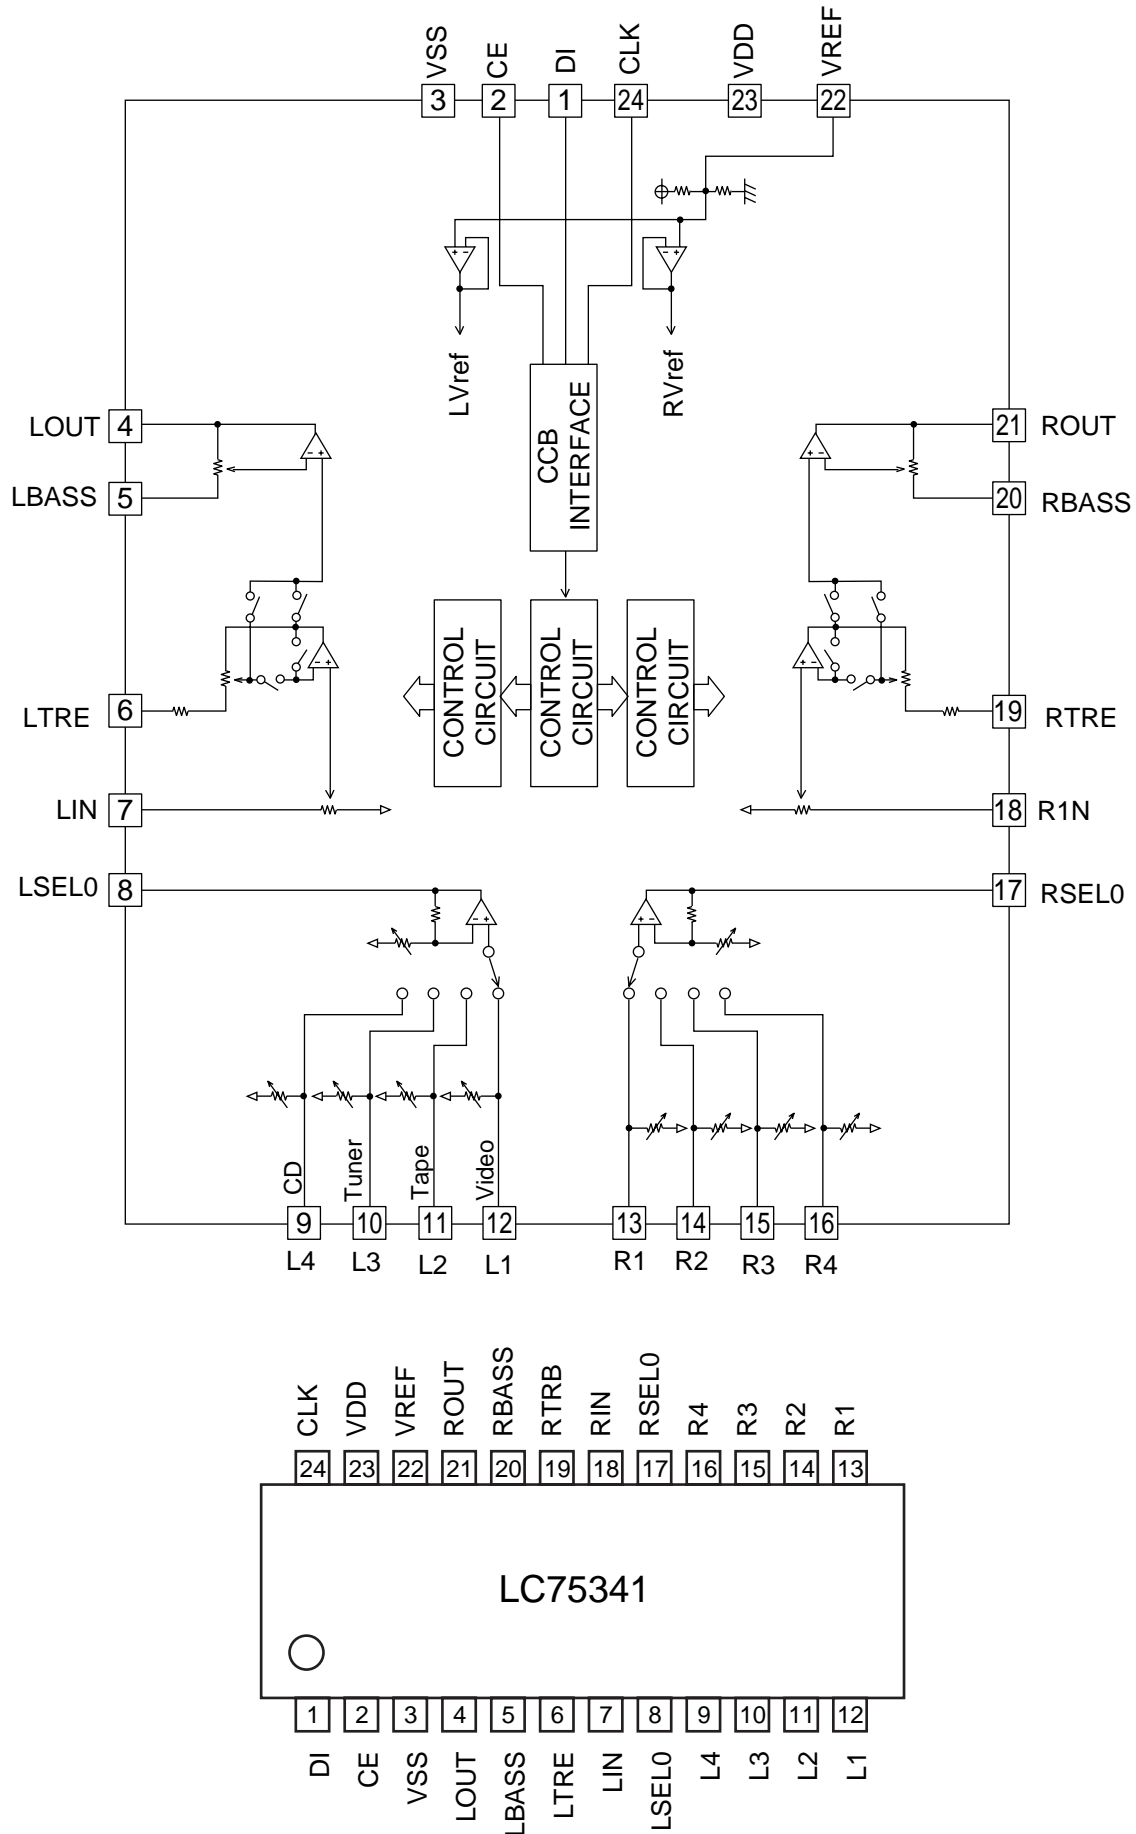 VSS
CE
DI
CLK
VDD
VREF
3
2
1
24
23
22
+ -
+ -
LVref
RVref
CCB
INTERFACE
LOUT
4
- +
LBASS
5
+ -
21
ROUT
20
RBASS
CONTROL
CIRCUIT
CONTROL
CIRCUIT
CONTROL
CIRCUIT
LTRE
6
- +
+ -
19
RTRE
LIN
7
18
R1N
LSEL0
8
- +
+ -
17
RSEL0
CD
Tuner
Tape
Video
9
10
11
12
13
14
15
16
L4
L3
L2
L1
R1
R2
R3
R4
CLK
VDD
VREF
ROUT
RBASS
RTRB
RIN
RSEL0
R4
R3
R2
R1
24
23
22
21
20
19
18
17
16
15
14
13
LC75341
1
2
3
4
5
6
7
8
9
10
11
12
DI
CE
VSS
LOUT
LBASS
LTRE
LIN
LSEL0
L4
L3
L2
L1